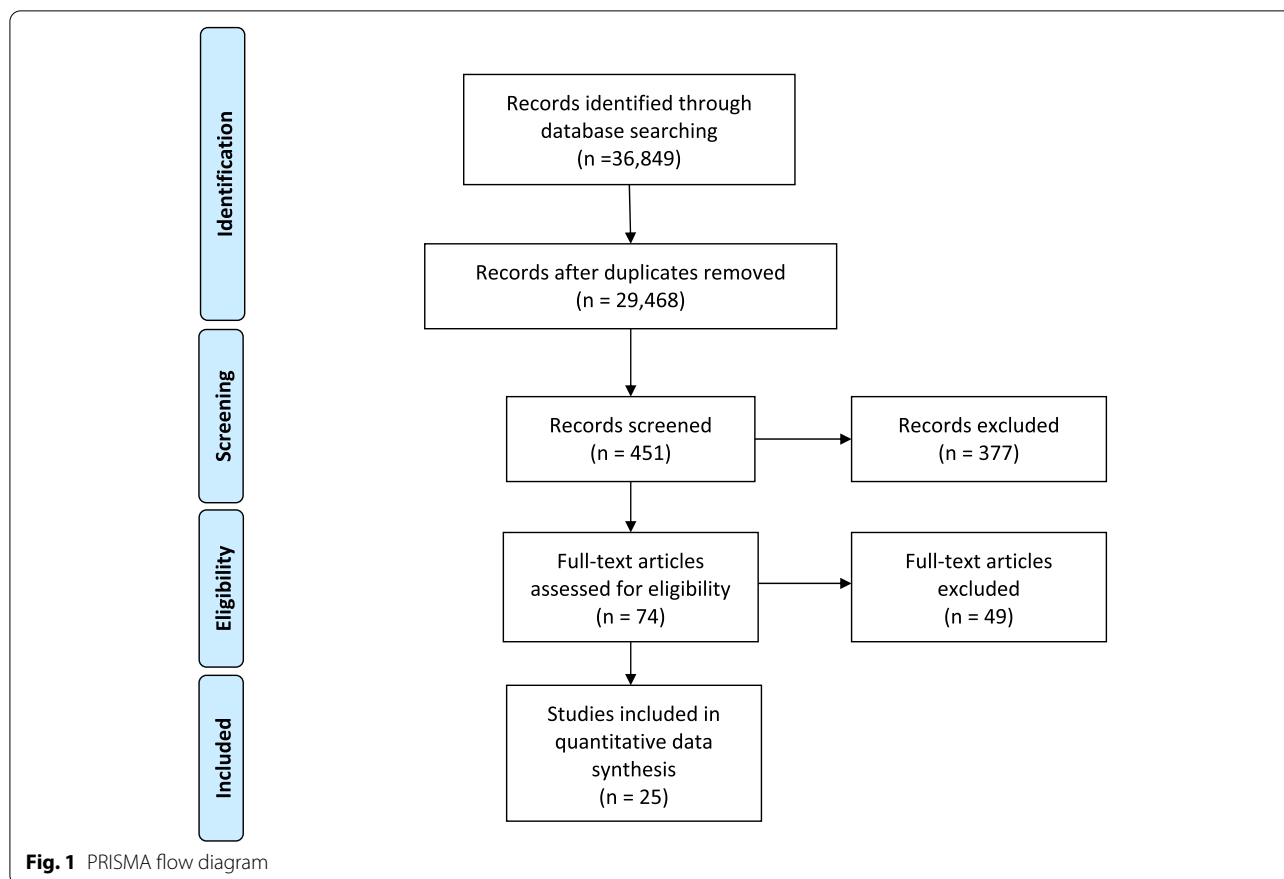 Identification
Records identified through
database searching
(n =36,849)
Records after duplicates removed
(n = 29,468)
Screening
Records screened
(n = 451)
Records excluded
(n = 377)
Eligibility
Full-text articles
assessed for eligibility
(n = 74)
Full-text articles
excluded
(n = 49)
Included
Studies included in
quantitative data
synthesis
(n = 25)
Fig. 1 PRISMA flow diagram